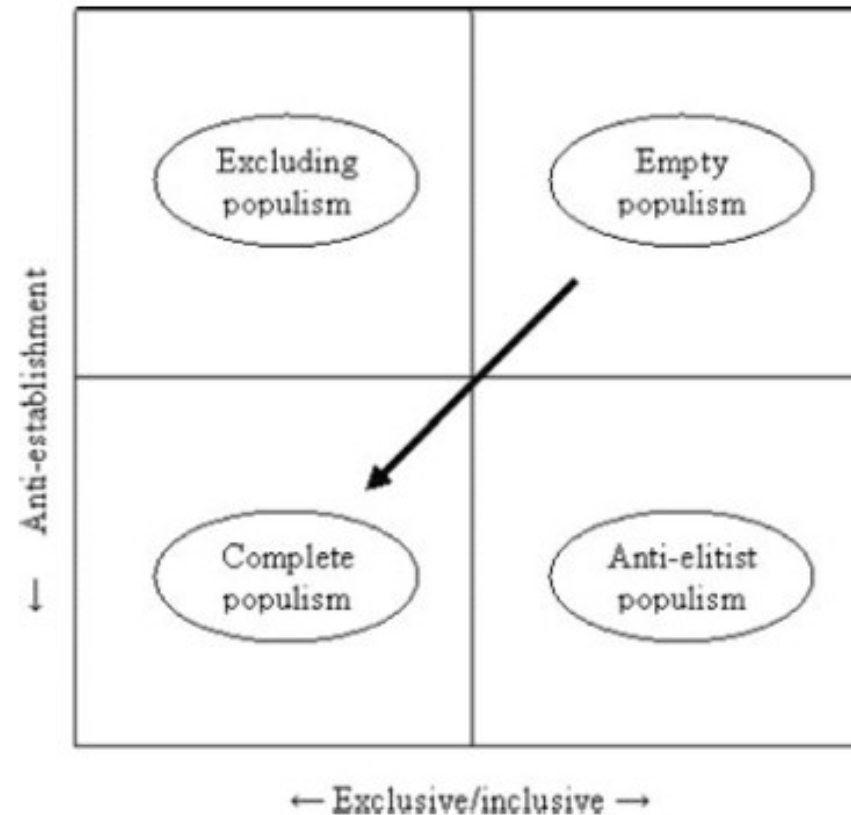 Excluding
populism
Empty
populism
← Anti-establishment
Complete
populism
Anti-elitist
populism
← Exclusive/inclusive →